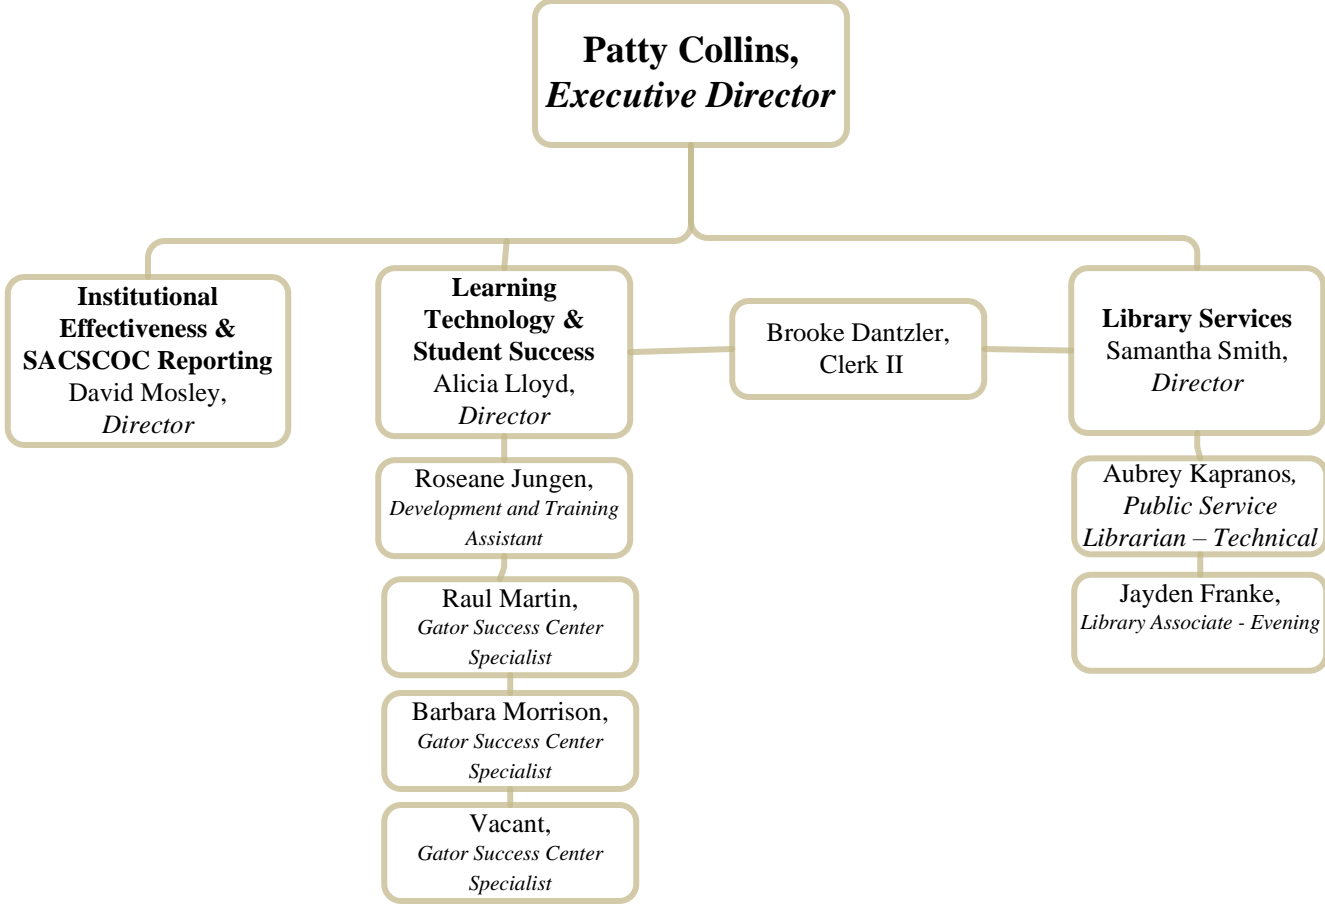 Patty Collins,
Executive Director
Institutional
Effectiveness &
SACSCOC Reporting
David Mosley,
Director
Learning
Technology &
Student Success
Alicia Lloyd,
Director
Brooke Dantzler,
Clerk II
Library Services
Samantha Smith,
Director
Roseane Jungen,
Development and Training
Assistant
Raul Martin,
Gator Success Center
Specialist
Barbara Morrison,
Gator Success Center
Specialist
Vacant,
Gator Success Center
Specialist
Aubrey Kapranos,
Public Service
Librarian – Technical
Jayden Franke,
Library Associate - Evening